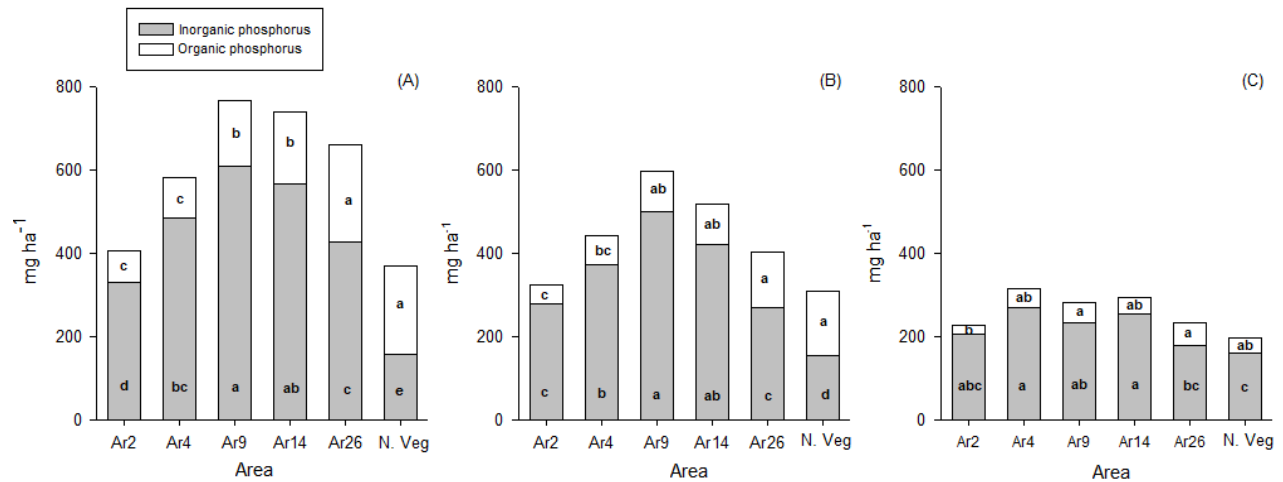 Inorganic phosphorus
Organic phosphorus
(A)
800
600
400
200
0
mg ha⁻¹
b
b
a
c
c
a
d
bc
a
ab
c
e
Ar2 Ar4 Ar9 Ar14 Ar26 N. Veg
Area
(B)
800
600
400
200
0
mg ha⁻¹
ab
ab
bc
a
c
a
c
b
a
ab
c
d
Ar2 Ar4 Ar9 Ar14 Ar26 N. Veg
Area
(C)
800
600
400
200
0
ab
a
ab
b
a
ab
abc
a
ab
a
bc
c
Ar2 Ar4 Ar9 Ar14 Ar26 N. Veg
Area
mg ha⁻¹